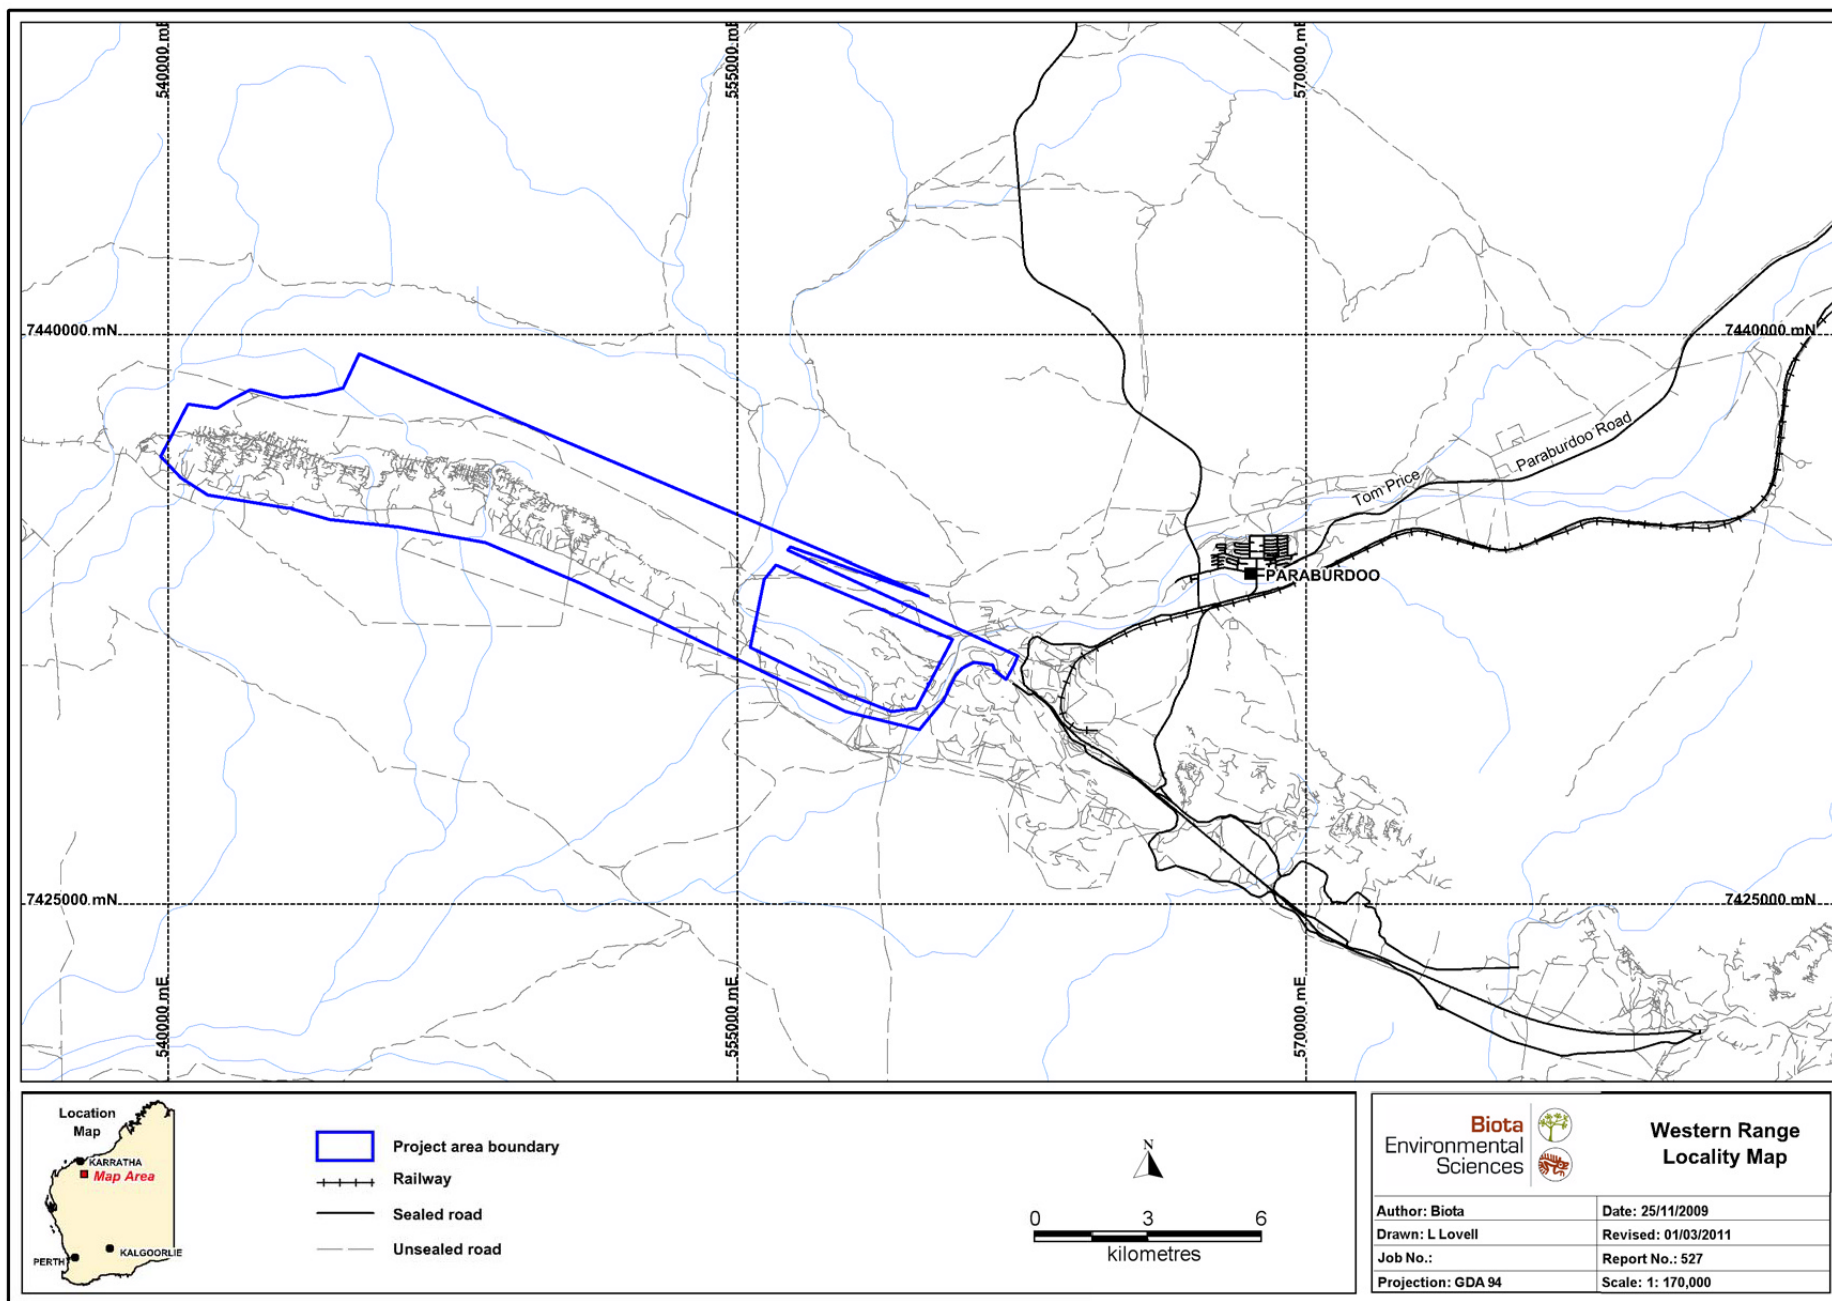 540000 mE
555000 mE
570000 mE
7440000 mN
7440000 mN
Tom Price
Paraburdoo Road
PARABURDOO
7425000 mN
7425000 mN
540000 mE
555000 mE
570000 mE
Location
Map
KARRATHA
Map Area
KALGOORLIE
PERTH
Project area boundary
Railway
Sealed road
Unsealed road
N
0 3 6
kilometres
Biota
Environmental
Sciences
Western Range
Locality Map
Author: Biota
Date: 25/11/2009
Drawn: L Lovell
Revised: 01/03/2011
Job No.:
Report No.: 527
Projection: GDA 94
Scale: 1: 170,000